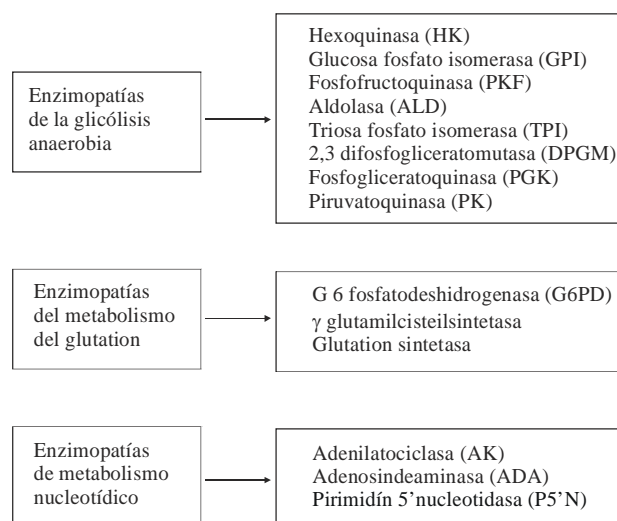 Enzimopatías
de la glicólisis
anaerobia
Hexoquinasa (HK)
Glucosa fosfato isomerasa (GPI)
Fosfofructoquinasa (PKF)
Aldolasa (ALD)
Triosa fosfato isomerasa (TPI)
2,3 difosfogliceratomutasa (DPGM)
Fosfogliceratoquinasa (PGK)
Piruvatoquinasa (PK)
Enzimopatías
del metabolismo
del glutation
G 6 fosfatodeshidrogenasa (G6PD)
γ glutamilcisteilsintetasa
Glutation sintetasa
Enzimopatías
de metabolismo
nucleotídico
Adenilatociclasa (AK)
Adenosindeaminasa (ADA)
Pirimidín 5’nucleotidasa (P5’N)